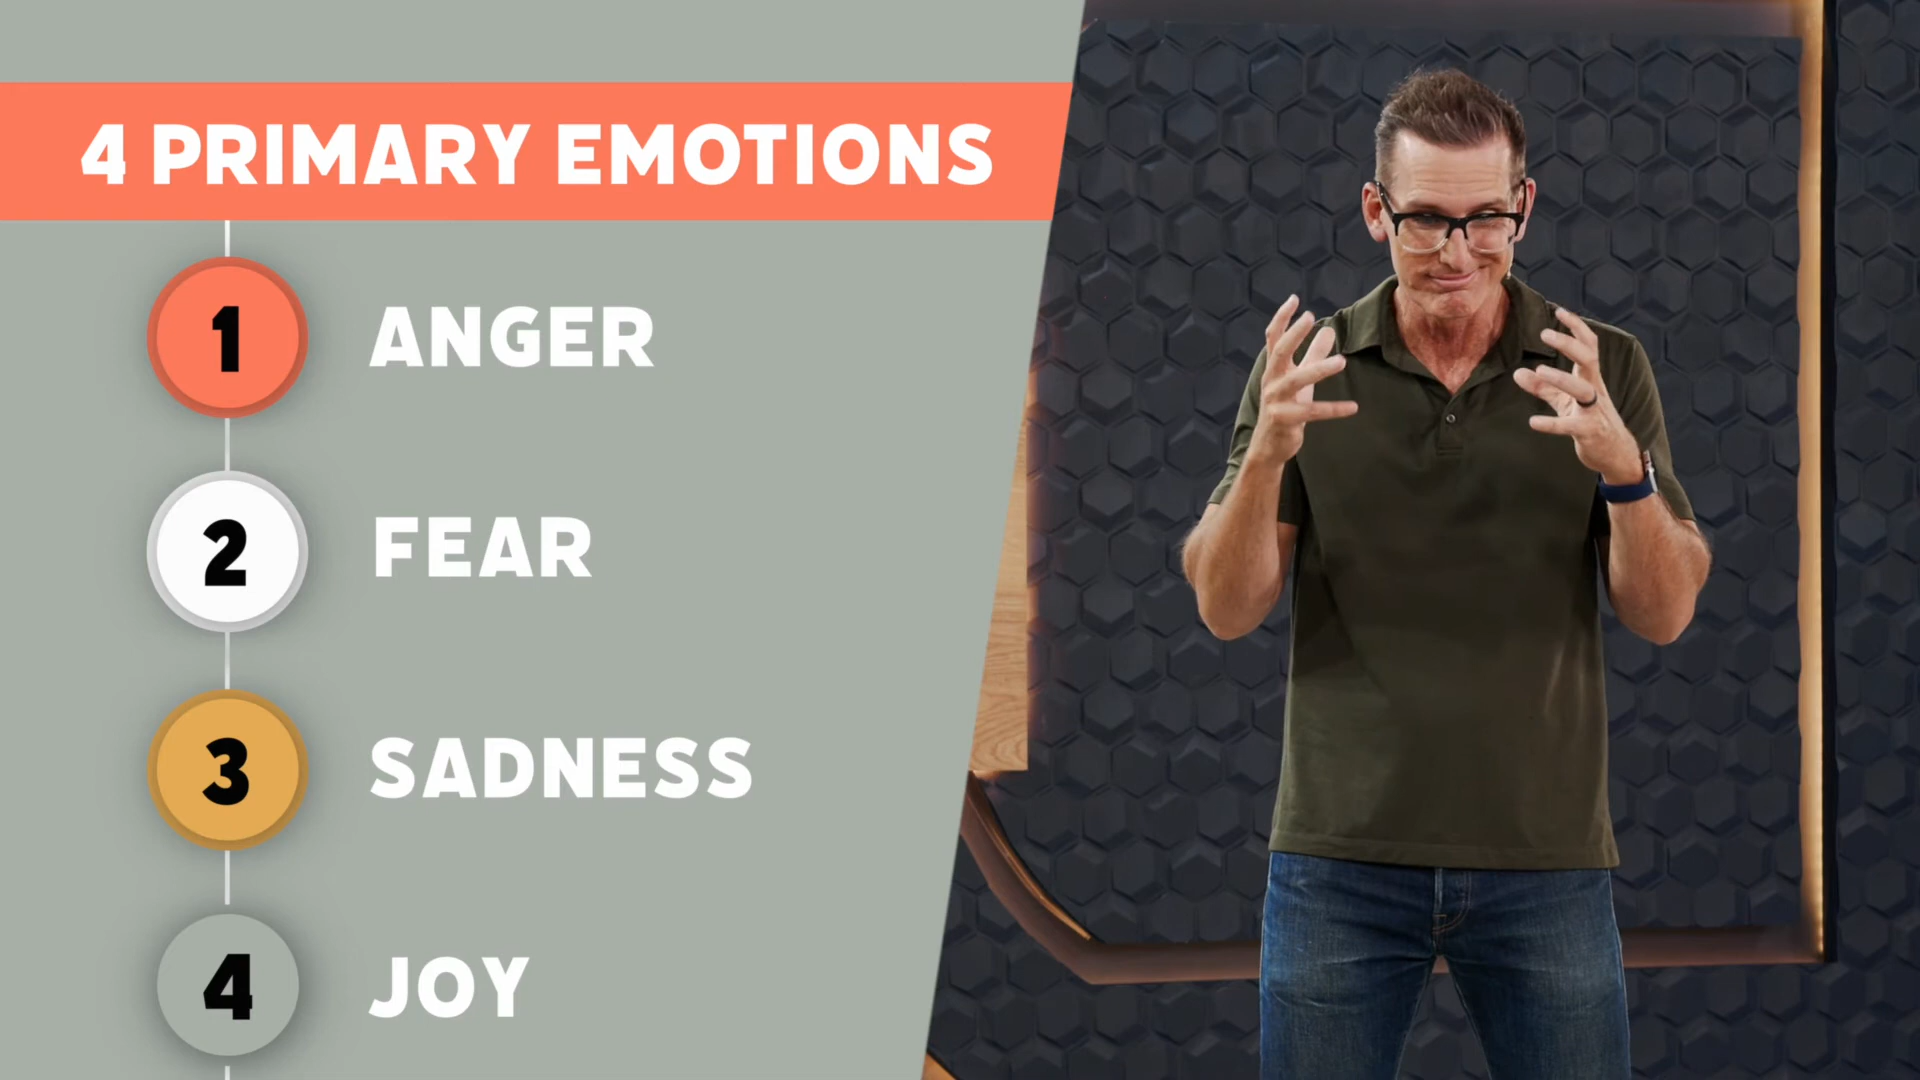 4 PRIMARY EMOTIONS
1 ANGER
2 FEAR
3 SADNESS
4 JOY